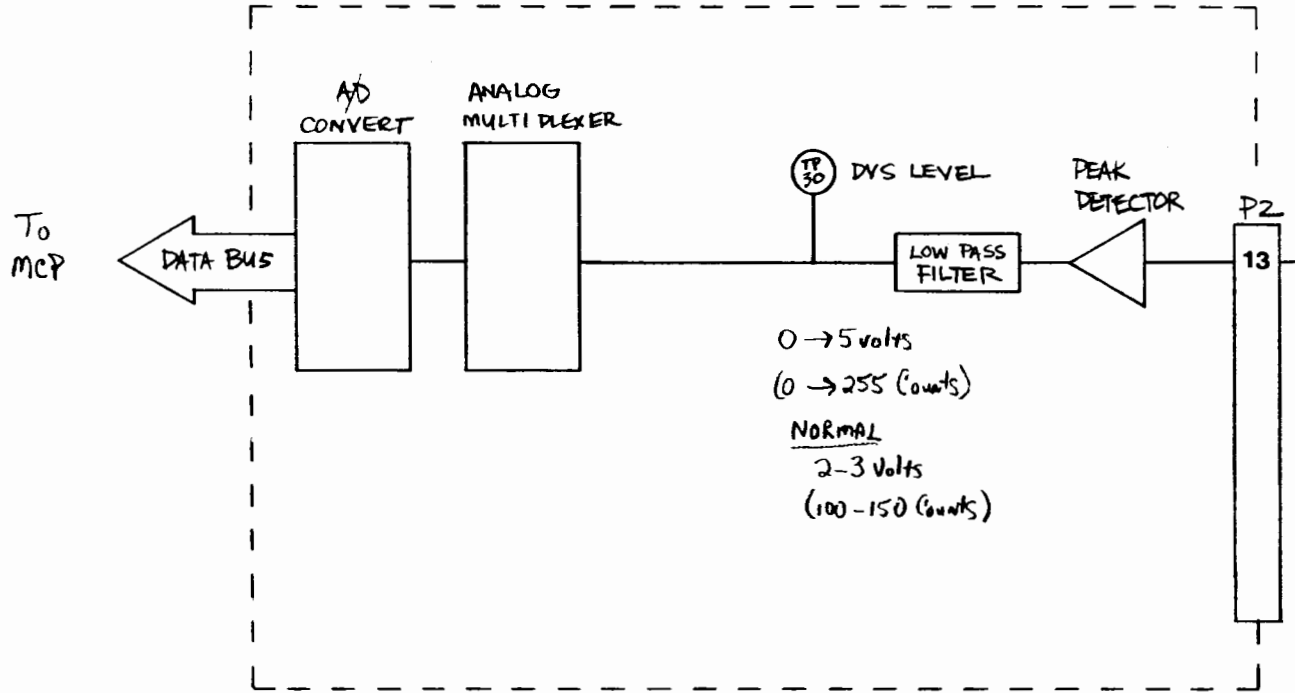 A/D
CONVERT
ANALOG
MULTIPLEXER
TP
30
DVS LEVEL
PEAK
DETECTOR
P2
To
MCP
DATA BUS
LOW PASS
FILTER
13
0 → 5 volts
(0 → 255 Counts)
NORMAL
2-3 Volts
(100-150 Counts)